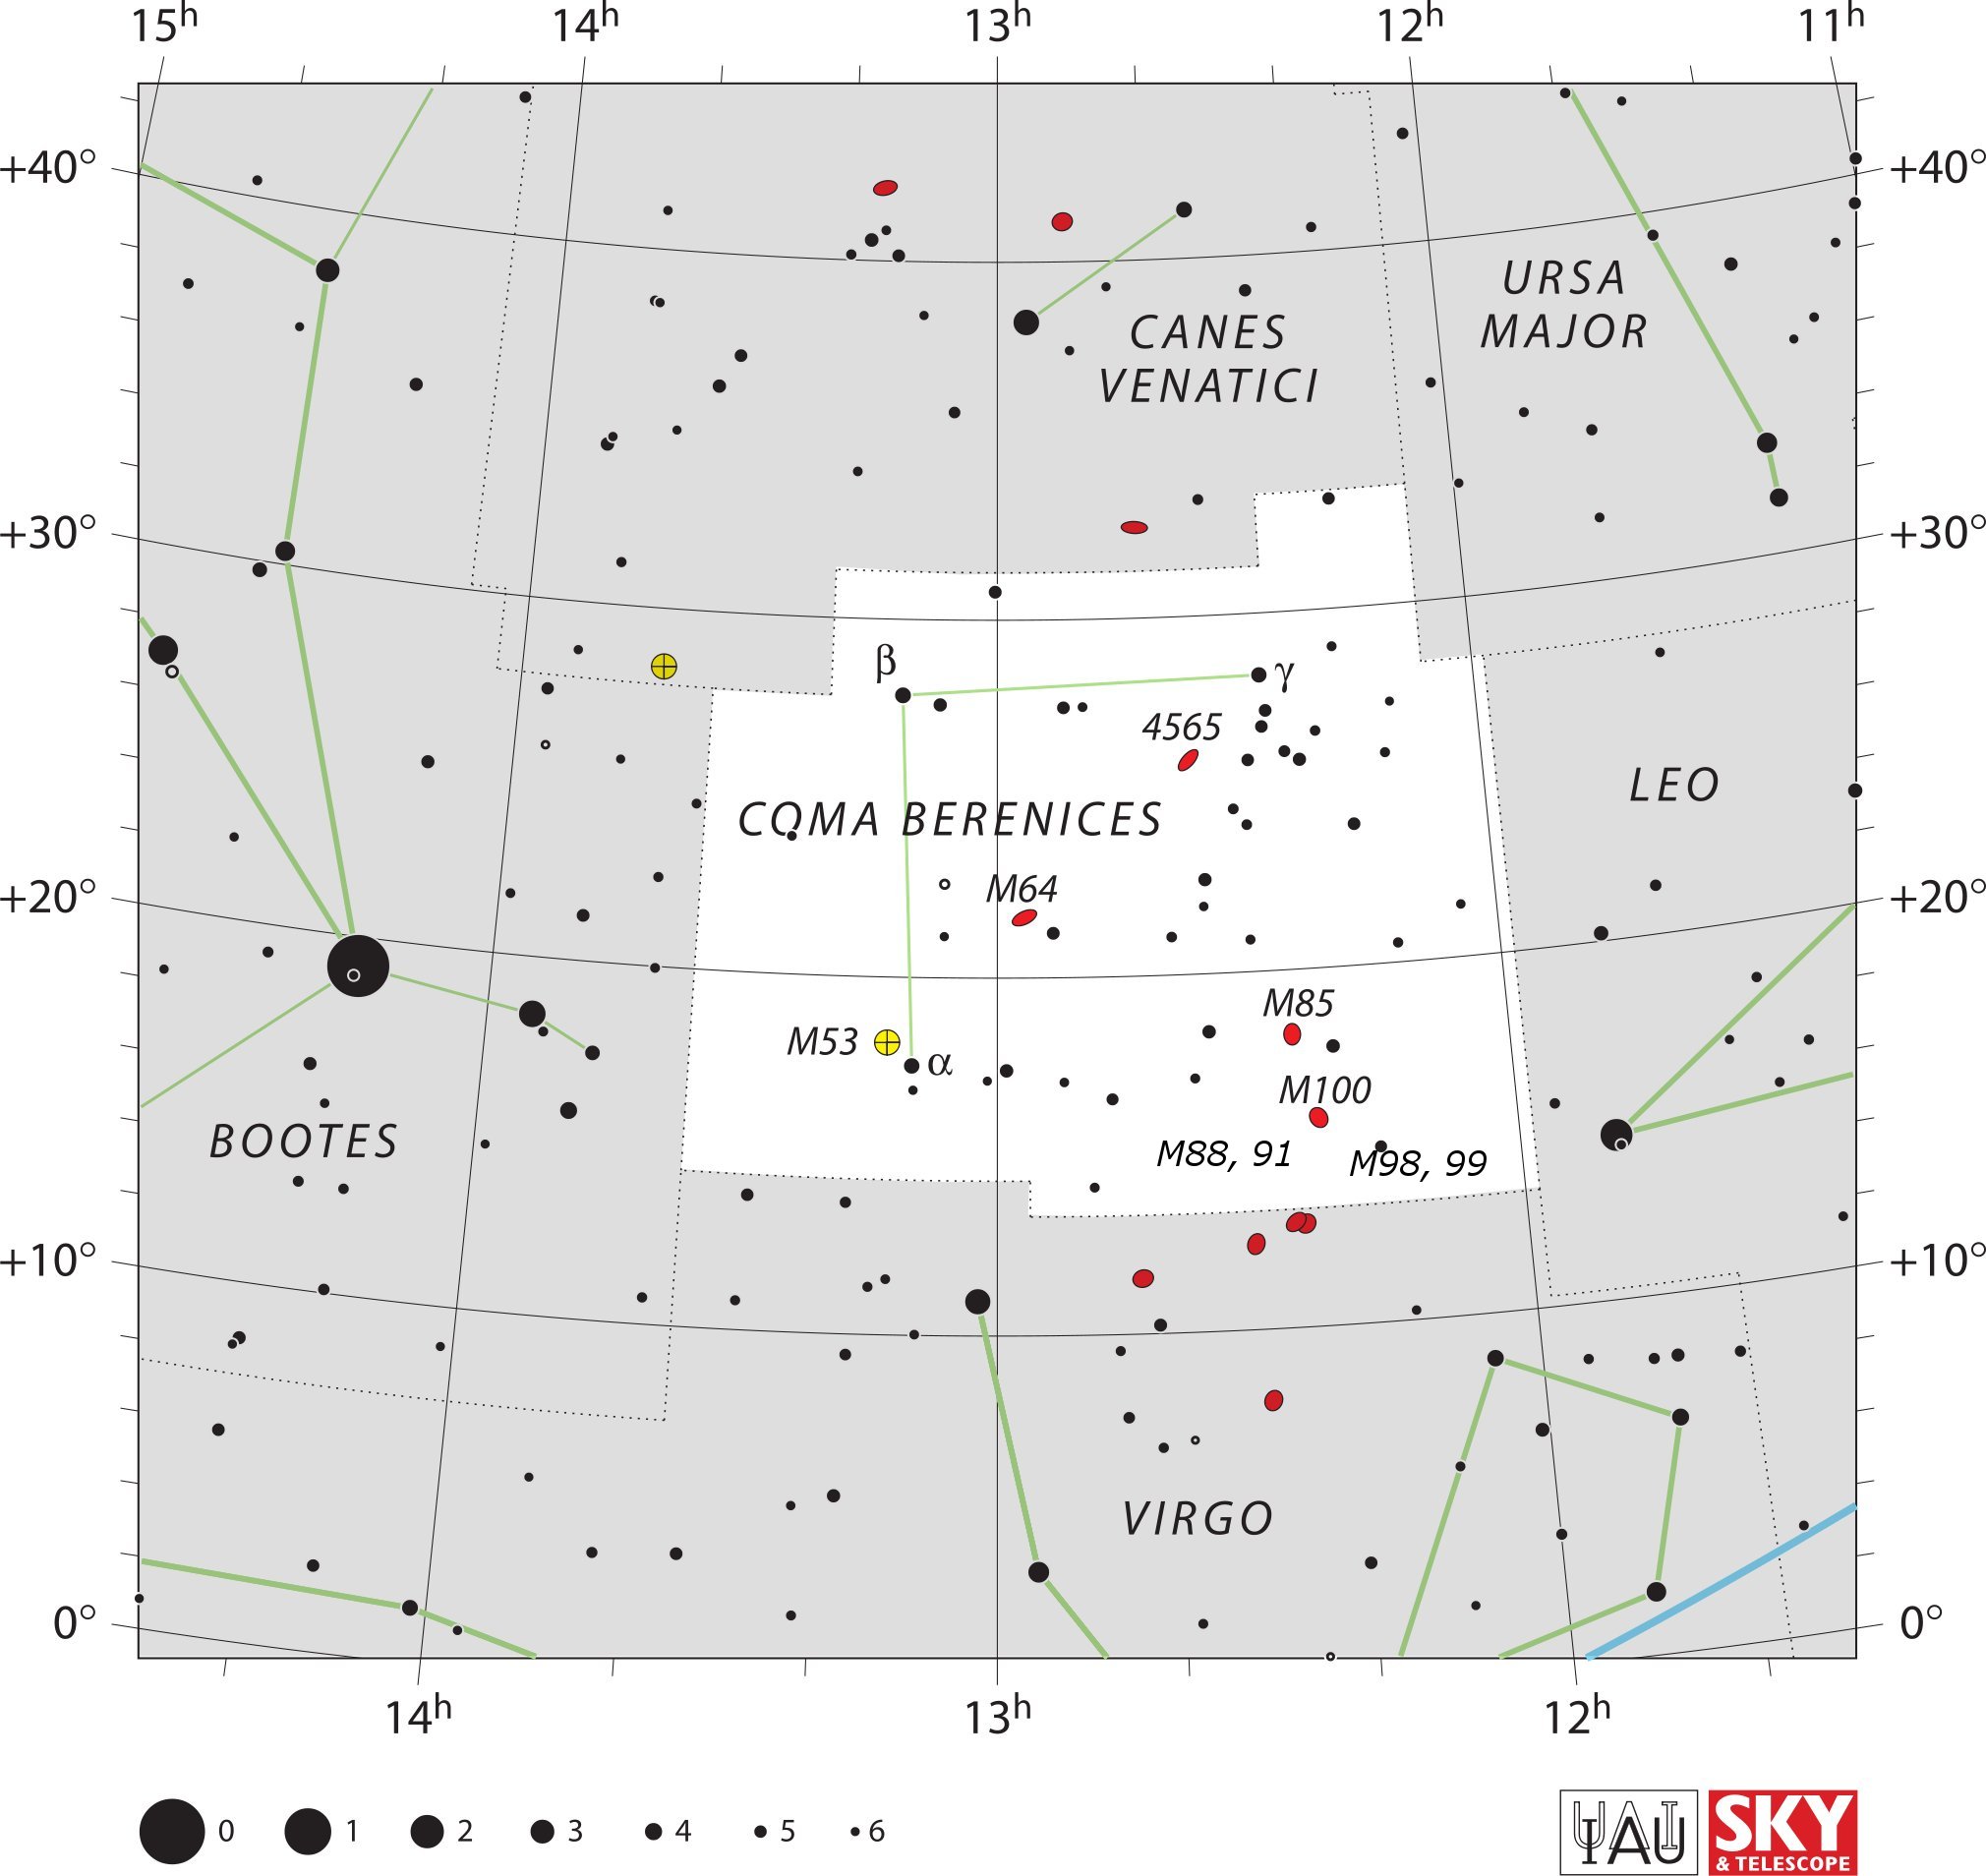 15h 14h 13h 12h 11h
+40° +40°
URSA
MAJOR
CANES
VENATICI
+30° +30°
β γ
4565
LEO
COMA BERENICES
M64
+20° +20°
M85
M53 α
M100
BOOTES
M88, 91 M98, 99
+10° +10°
VIRGO
0° 0°
14h 13h 12h
0 1 2 3 4 5 6
IAU
SKY
& TELESCOPE